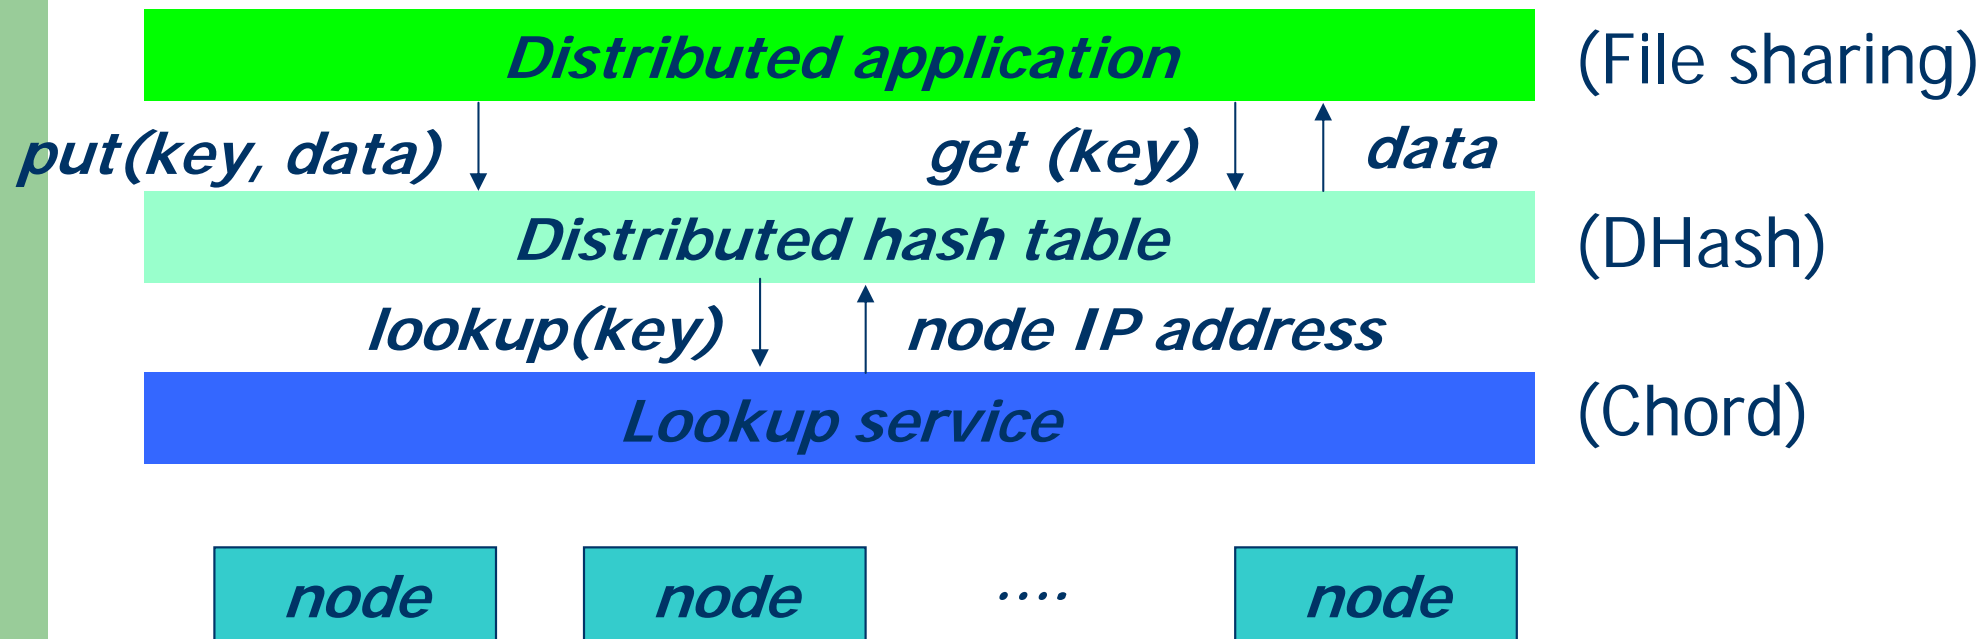 Distributed application (File sharing)
put(key, data) get (key) data
Distributed hash table (DHash)
lookup(key) node IP address
Lookup service (Chord)
node node .... node